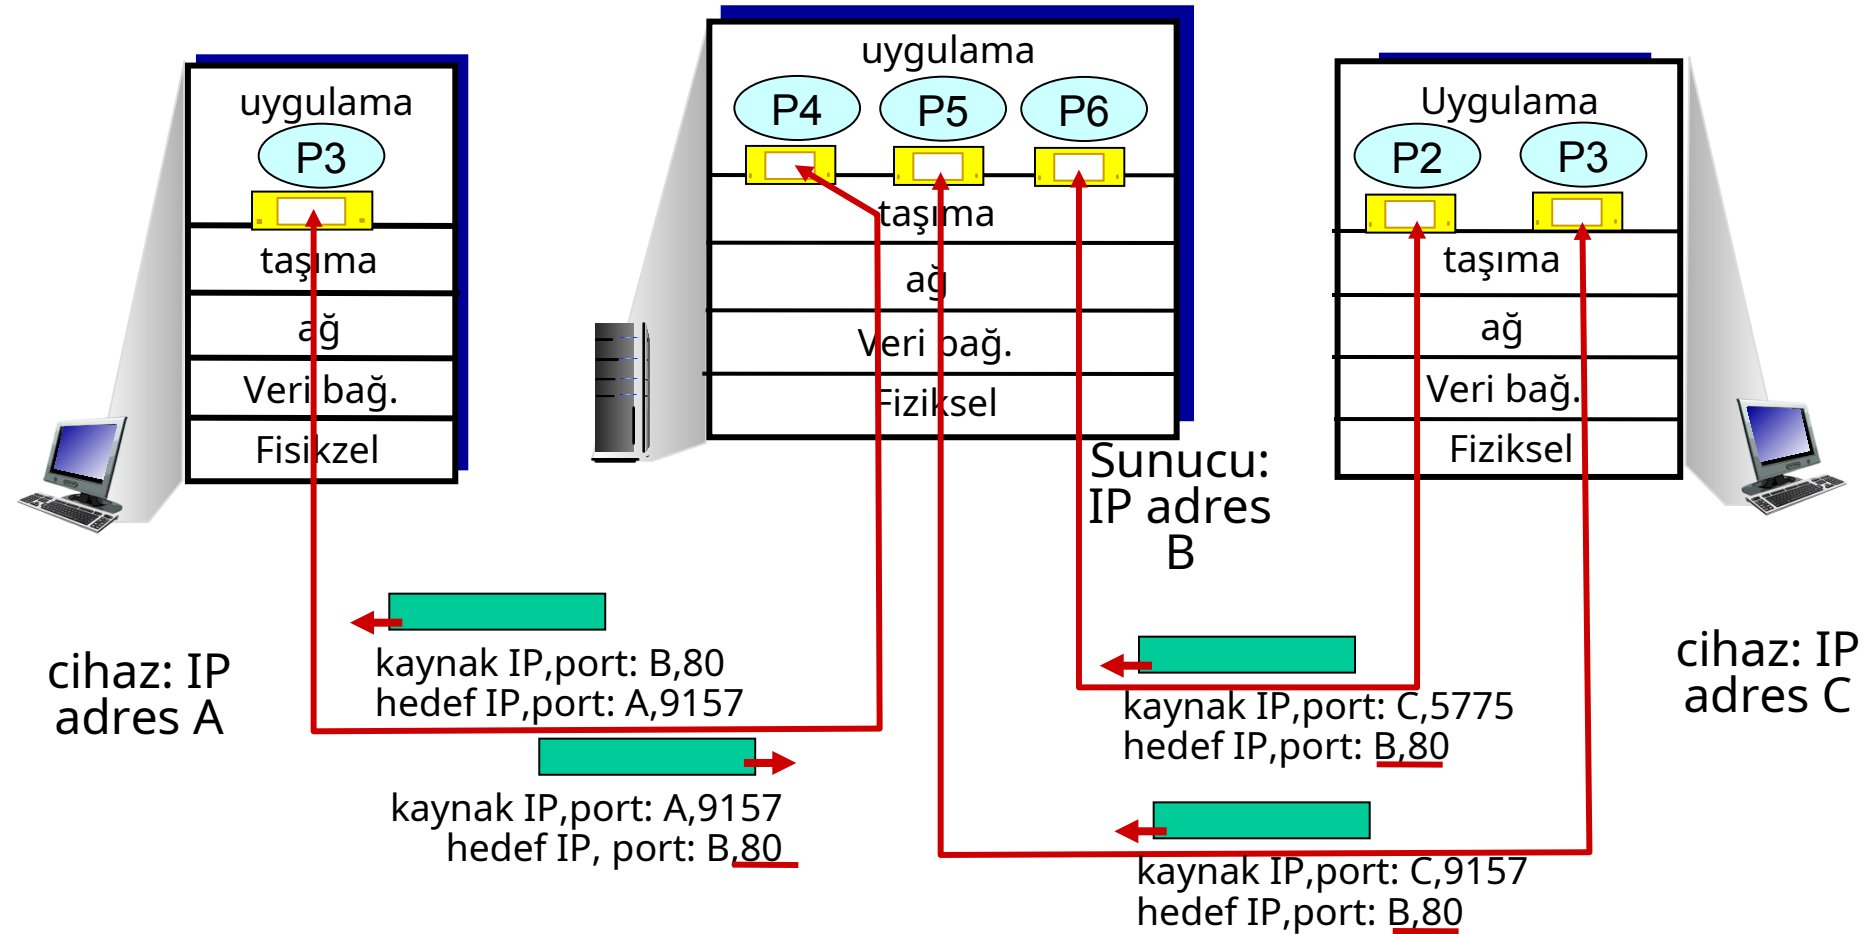 uygulama
P3
taşıma
ağ
Veri bağ.
Fisikzel
uygulama
P4
P5
P6
taşıma
ağ
Veri bağ.
Fiziksel
Uygulama
P2
P3
taşıma
ağ
Veri bağ.
Fiziksel
Sunucu:
IP adres
B
cihaz: IP
adres A
kaynak IP,port: B,80
hedef IP,port: A,9157
kaynak IP,port: A,9157
hedef IP, port: B,80
kaynak IP,port: C,5775
hedef IP,port: B,80
kaynak IP,port: C,9157
hedef IP,port: B,80
cihaz: IP
adres C